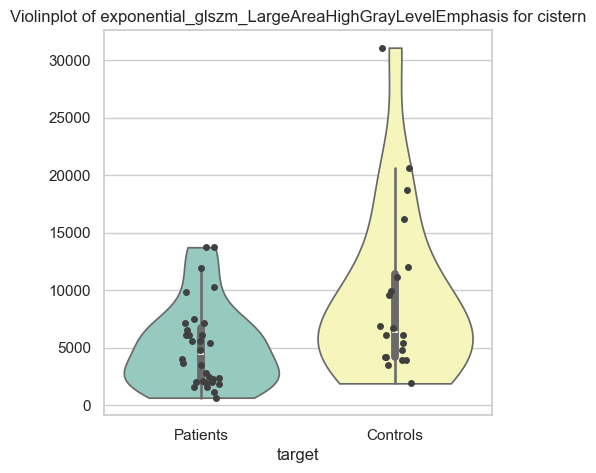 Violinplot of exponential_glszm_LargeAreaHighGrayLevelEmphasis for cistern
30000
25000
20000
15000
10000
5000
0
Patients Controls
target